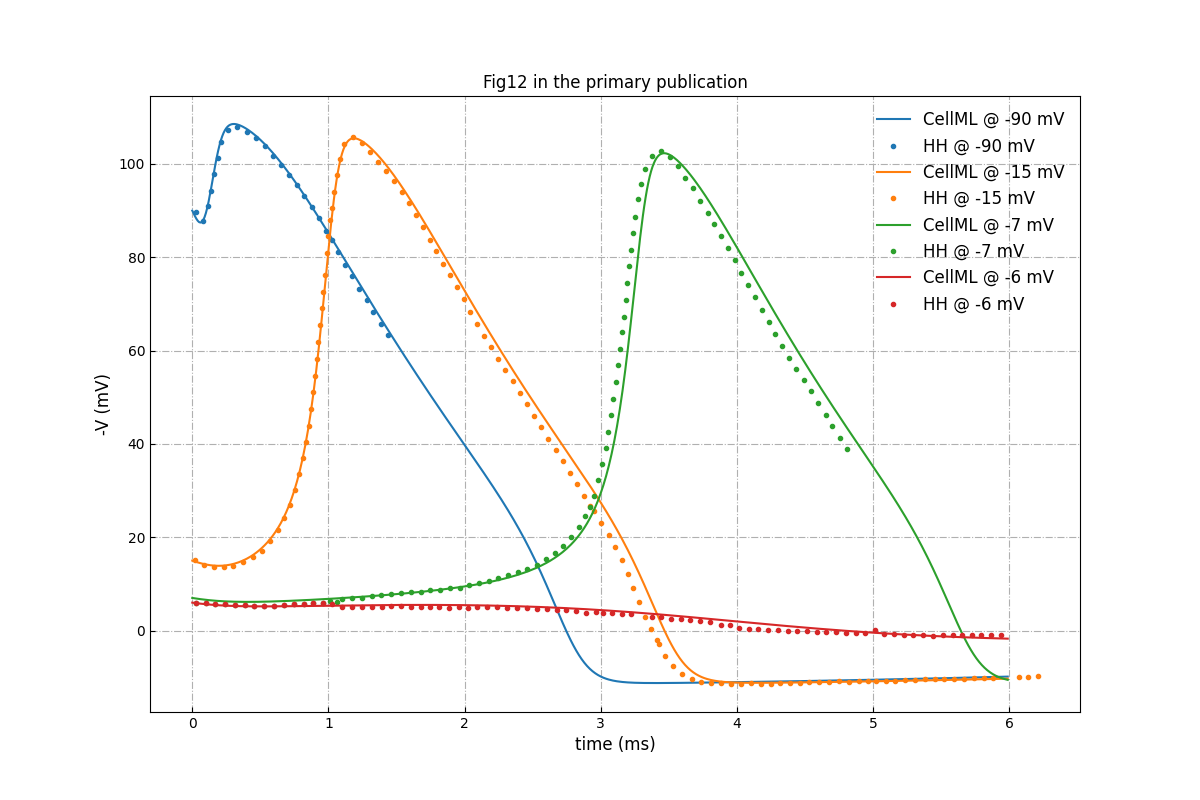 Fig12 in the primary publication
-V (mV)
100
80
60
40
20
0
CellML @ -90 mV
HH @ -90 mV
CellML @ -15 mV
HH @ -15 mV
CellML @ -7 mV
HH @ -7 mV
CellML @ -6 mV
HH @ -6 mV
0 1 2 3 4 5 6
time (ms)